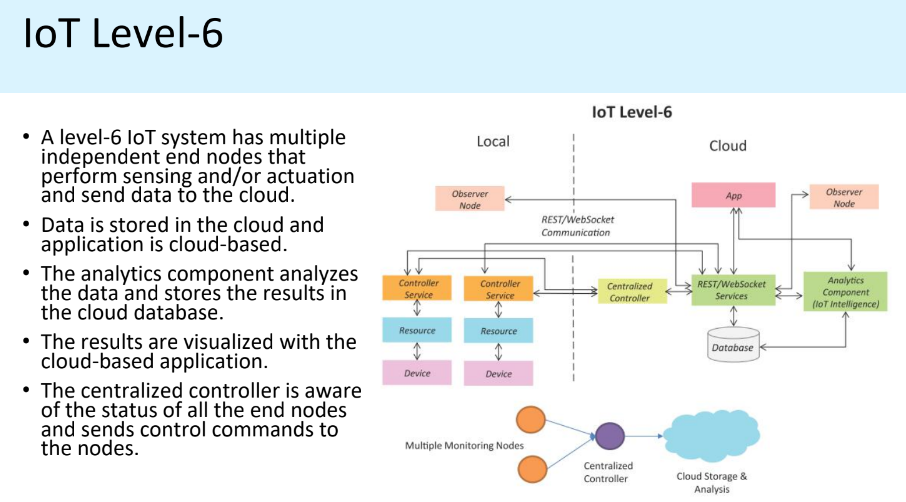 IoT Level-6
• A level-6 IoT system has multiple
independent end nodes that
perform sensing and/or actuation
and send data to the cloud.
• Data is stored in the cloud and
application is cloud-based.
• The analytics component analyzes
the data and stores the results in
the cloud database.
• The results are visualized with the
cloud-based application.
• The centralized controller is aware
of the status of all the end nodes
and sends control commands to
the nodes.
IoT Level-6
Local
Cloud
Observer
Node
App
Observer
Node
REST/WebSocket
Communication
Controller
Service
Controller
Service
Centralized
Controller
REST/WebSocket
Services
Analytics
Component
(IoT Intelligence)
Resource
Resource
Database
Device
Device
Multiple Monitoring Nodes
Centralized
Controller
Cloud Storage &
Analysis